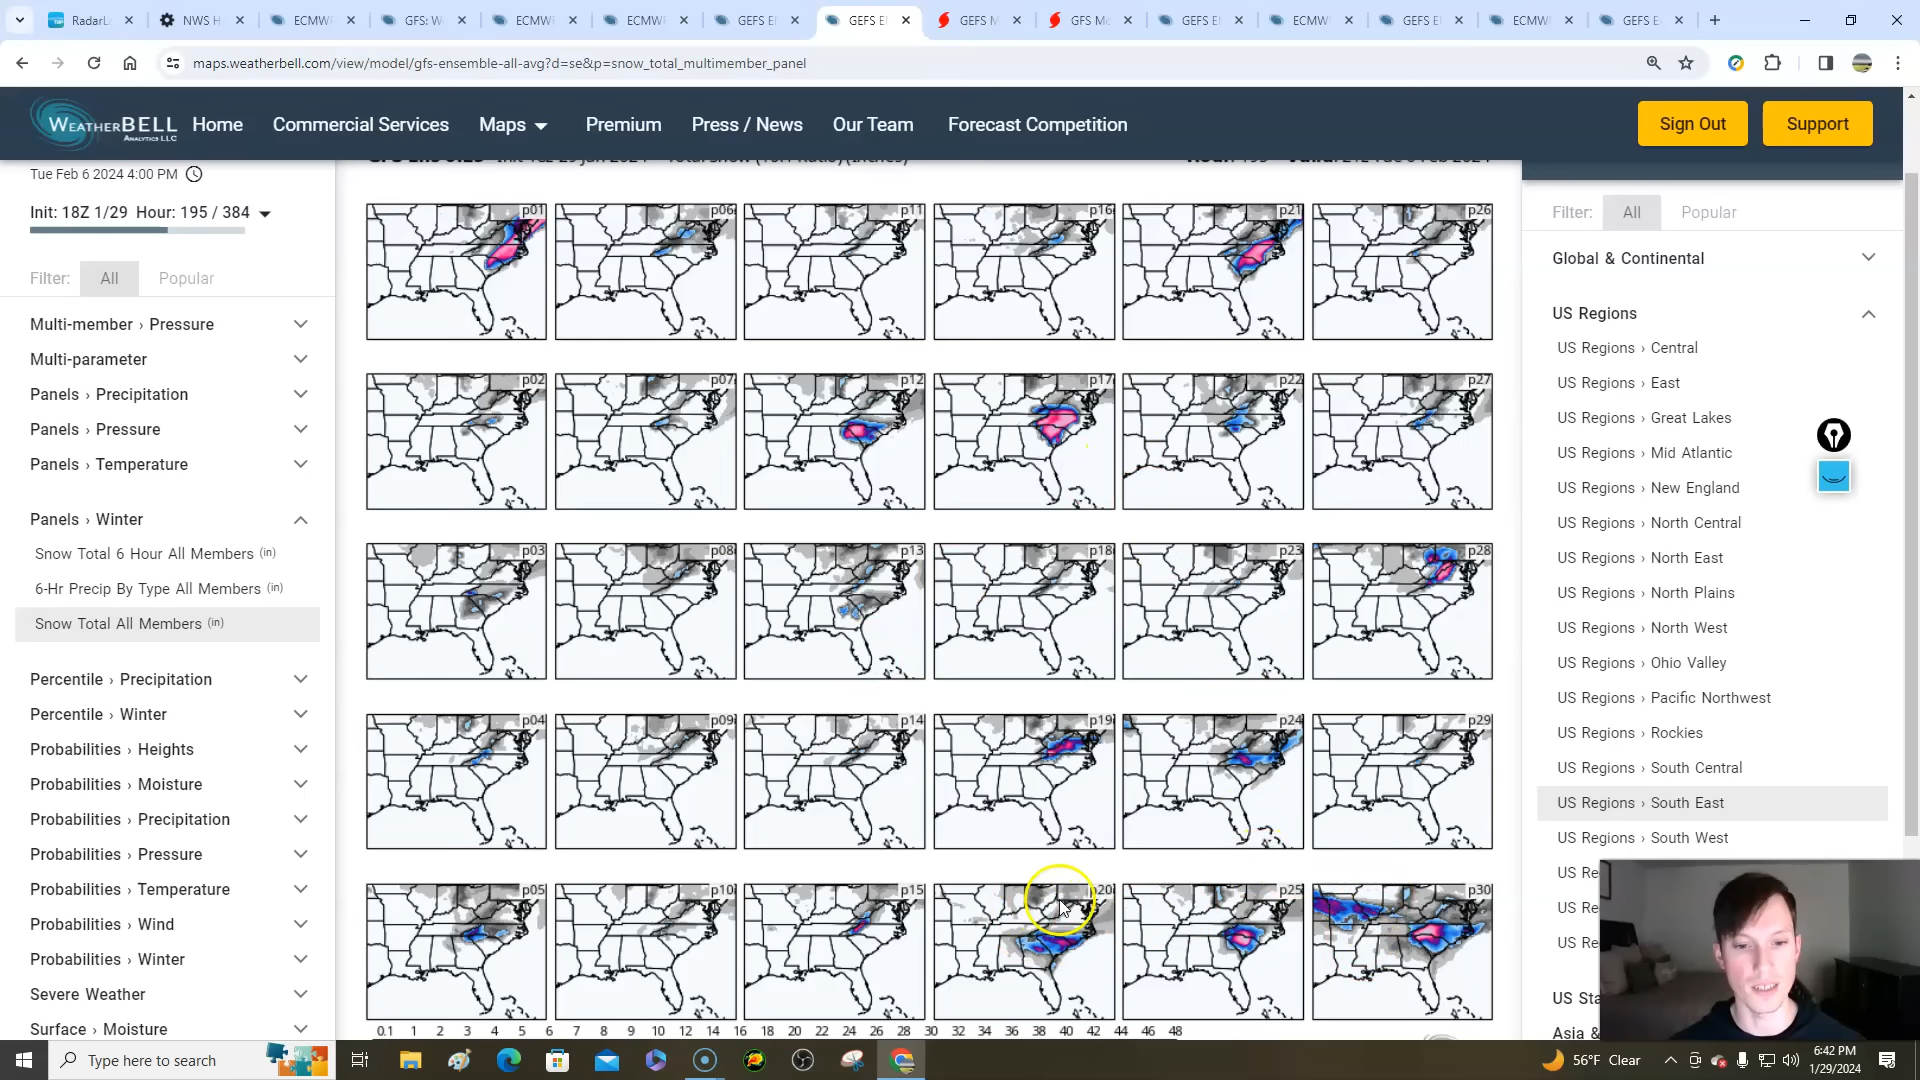 RadarL
NWS H
ECMW
GFS: W
ECMW
ECMW
GEFS E
GEFS E
GEFS M
GFS Mo
GEFS E
ECMW
GEFS E
ECMW
GEFS E
maps.weatherbell.com/view/model/gfs-ensemble-all-avg?d=se&p=snow_total_multimember_panel
WEATHERBELL
ANALYTICS LLC
Home
Commercial Services
Maps
Premium
Press / News
Our Team
Forecast Competition
Sign Out
Support
Tue Feb 6 2024 4:00 PM
Init: 18Z 1/29 Hour: 195 / 384
Filter: All Popular
Multi-member › Pressure
Multi-parameter
Panels › Precipitation
Panels › Pressure
Panels › Temperature
Panels › Winter
Snow Total 6 Hour All Members (in)
6-Hr Precip By Type All Members (in)
Snow Total All Members (in)
Percentile › Precipitation
Percentile › Winter
Probabilities › Heights
Probabilities › Moisture
Probabilities › Precipitation
Probabilities › Pressure
Probabilities › Temperature
Probabilities › Wind
Probabilities › Winter
Severe Weather
Surface › Moisture
p01 p06 p11 p16 p21 p26
p02 p07 p12 p17 p22 p27
p03 p08 p13 p18 p23 p28
p04 p09 p14 p19 p24 p29
p05 p10 p15 p20 p25 p30
0.1 1 2 3 4 5 6 7 8 9 10 12 14 16 18 20 22 24 26 28 30 32 34 36 38 40 42 44 46 48
Filter: All Popular
Global & Continental
US Regions
US Regions › Central
US Regions › East
US Regions › Great Lakes
US Regions › Mid Atlantic
US Regions › New England
US Regions › North Central
US Regions › North East
US Regions › North Plains
US Regions › North West
US Regions › Ohio Valley
US Regions › Pacific Northwest
US Regions › Rockies
US Regions › South Central
US Regions › South East
US Regions › South West
US Re
US Re
US Re
US Sta
Asia &
Type here to search
56°F Clear
6:42 PM
1/29/2024